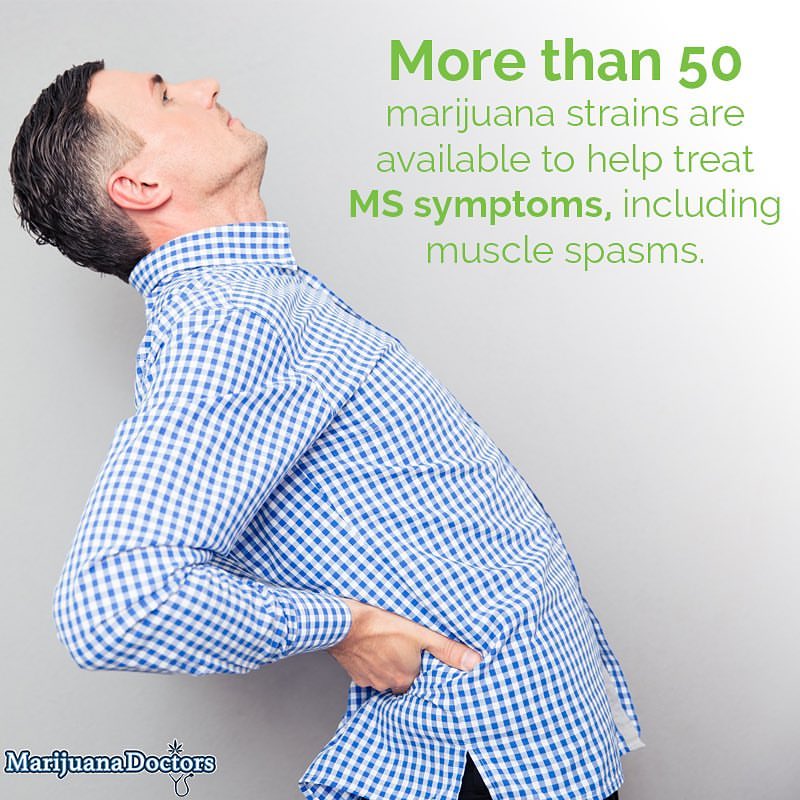 More than 50
marijuana strains are
available to help treat
MS symptoms, including
muscle spasms.
MarijuanaDoctors